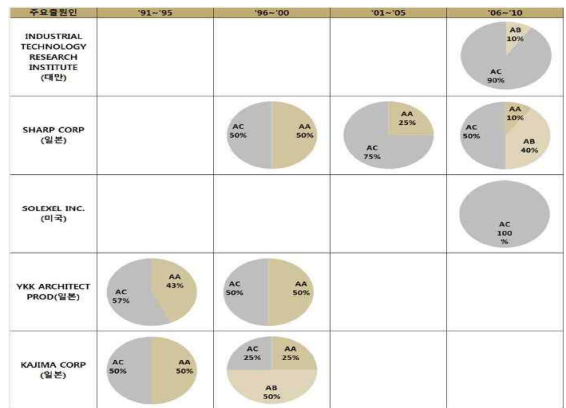 주요출원인 '91~'95 '96~'00 '01~'05 '06~'10
INDUSTRIAL
TECHNOLOGY
RESEARCH
INSTITUTE
(대만)
AB
10%
AC
90%
SHARP CORP
(일본)
AC
50%
AA
50%
AA
25%
AC
75%
AA
10%
AC
50%
AB
40%
SOLEXEL INC.
(미국)
AC
100
%
YKK ARCHITECT
PROD(일본)
AA
43%
AC
57%
AC
50%
AA
50%
KAJIMA CORP
(일본)
AC
50%
AA
50%
AC
25%
AA
25%
AB
50%